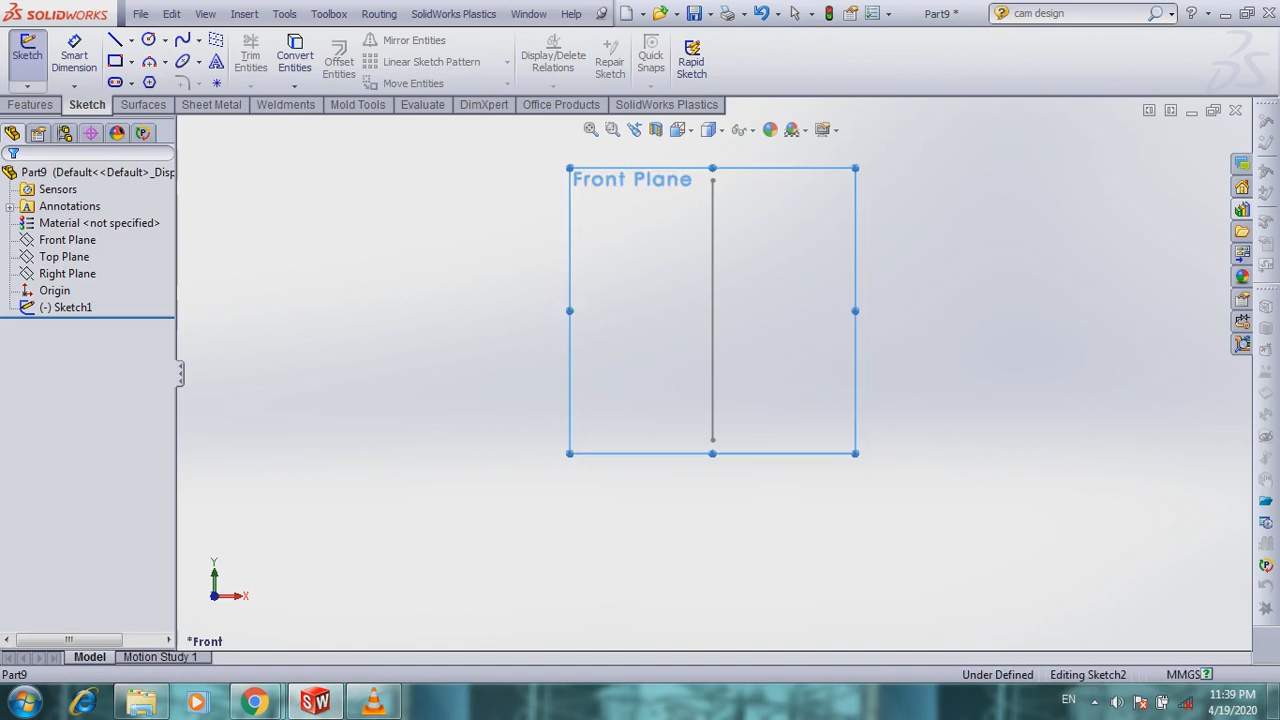 SOLIDWORKS File Edit View Insert Tools Toolbox Routing SolidWorks Plastics Window Help Part9 * cam design
Sketch
Smart Dimension
Trim Entities
Convert Entities
Offset Entities
Mirror Entities
Linear Sketch Pattern
Move Entities
Display/Delete Relations
Repair Sketch
Quick Snaps
Rapid Sketch
Features Sketch Surfaces Sheet Metal Weldments Mold Tools Evaluate DimXpert Office Products SolidWorks Plastics
Part9 (Default<<Default>_Disp
Sensors
Annotations
Material <not specified>
Front Plane
Top Plane
Right Plane
Origin
(-) Sketch1
Front Plane
Y
X
*Front
Model Motion Study 1
Part9 Under Defined Editing Sketch2 MMGS
EN 11:39 PM
4/19/2020